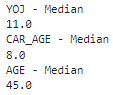 YOJ - Median
11.0
CAR_AGE - Median
8.0
AGE - Median
45.0